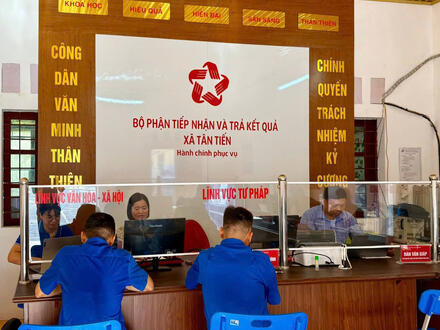 KHOA HỌC
HIỆU QUẢ
HIỆN ĐẠI
SẴN SÀNG
THÂN THIỆN
CÔNG
DÂN
VĂN
MINH
THÂN
THIỆN
BỘ PHẬN TIẾP NHẬN VÀ TRẢ KẾT QUẢ
XÃ TÂN TIẾN
Hành chính phục vụ
CHÍNH
QUYỀN
TRÁCH
NHIỆM
KỶ
CƯƠNG
LĨNH VỰC VĂN HÓA - XÃ HỘI
LĨNH VỰC TƯ PHÁP